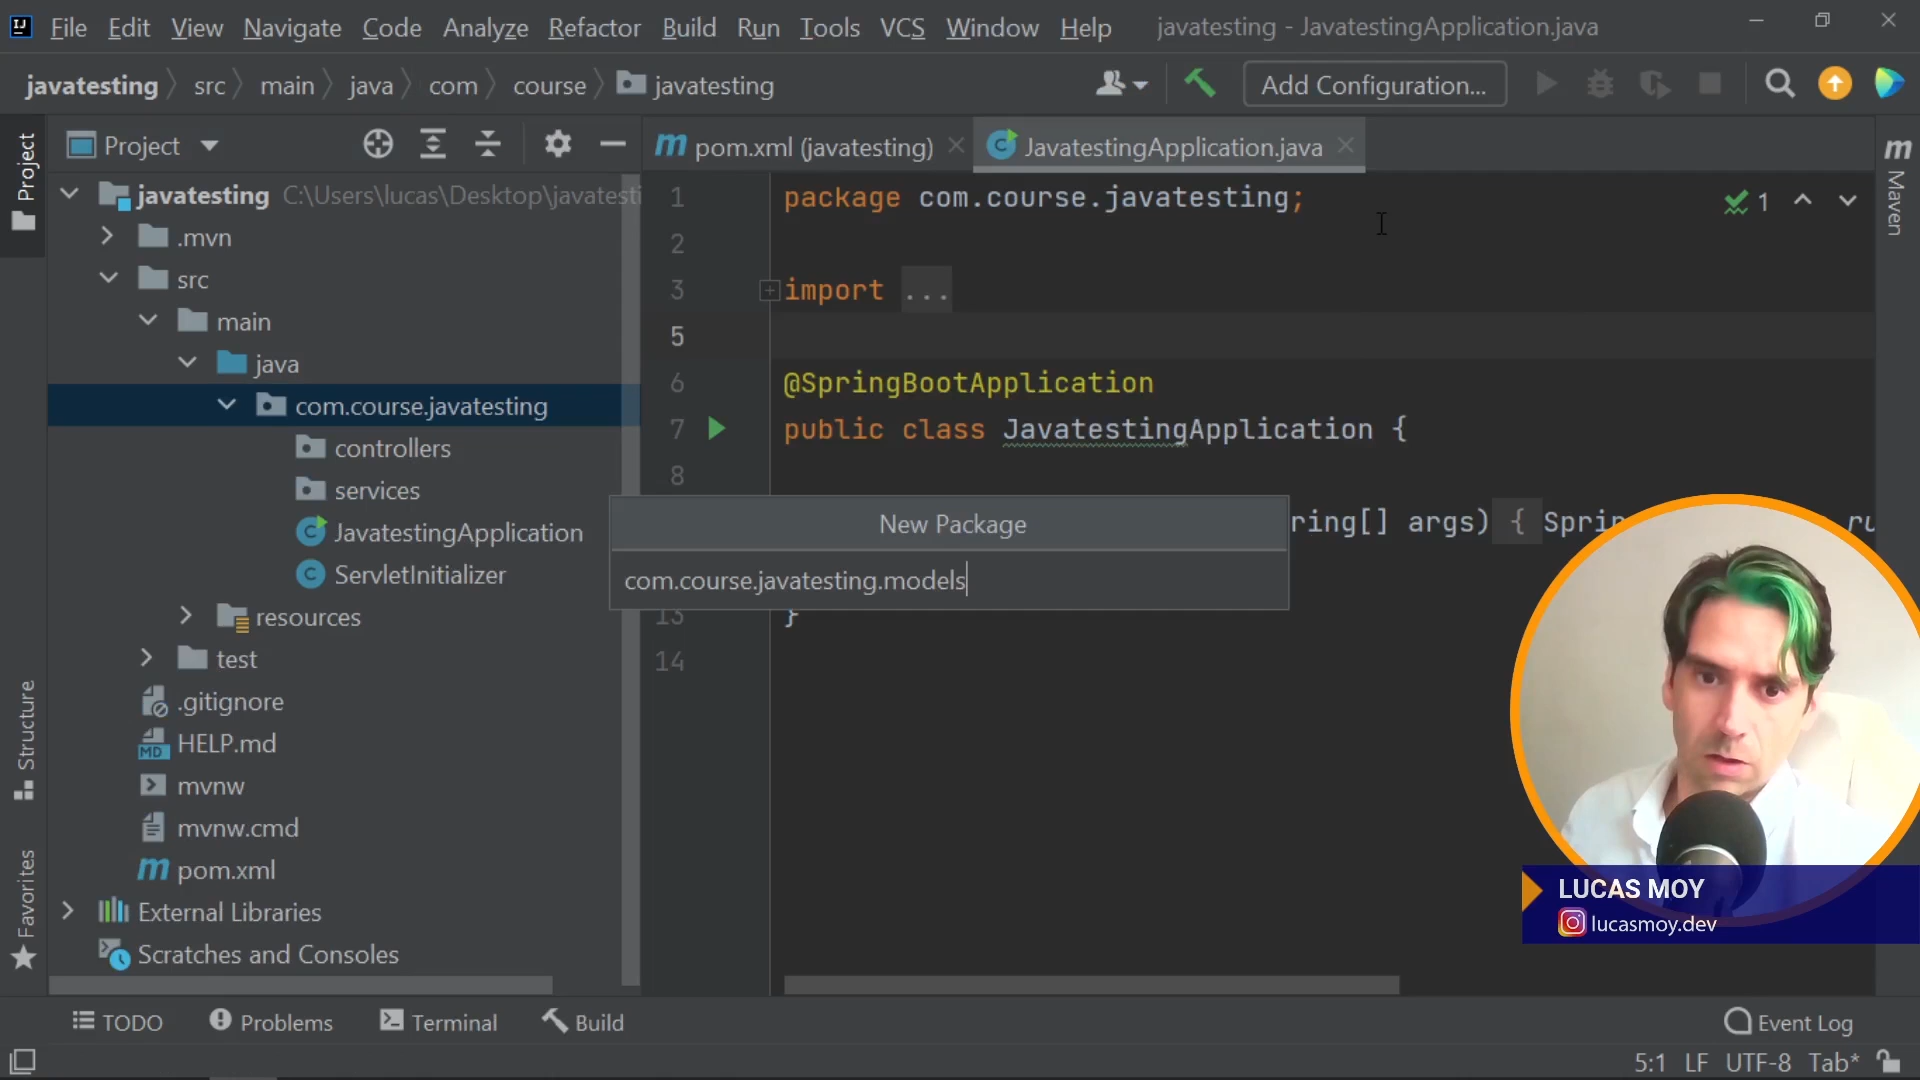 File Edit View Navigate Code Analyze Refactor Build Run Tools VCS Window Help javatesting - JavatestingApplication.java
javatesting src main java com course javatesting Add Configuration...
Project
Project
pom.xml (javatesting)
JavatestingApplication.java
Maven
javatesting C:\Users\lucas\Desktop\javatesti
.mvn
src
main
java
com.course.javatesting
controllers
services
JavatestingApplication
ServletInitializer
resources
test
.gitignore
HELP.md
mvnw
mvnw.cmd
pom.xml
External Libraries
Scratches and Consoles
Structure
Favorites
1 package com.course.javatesting;
1
2
3 import ...
5
6 @SpringBootApplication
7 public class JavatestingApplication {
8
ring[] args) { Sprin ru
New Package
com.course.javatesting.models
13 }
14
LUCAS MOY
lucasmoy.dev
TODO Problems Terminal Build Event Log
5:1 LF UTF-8 Tab*